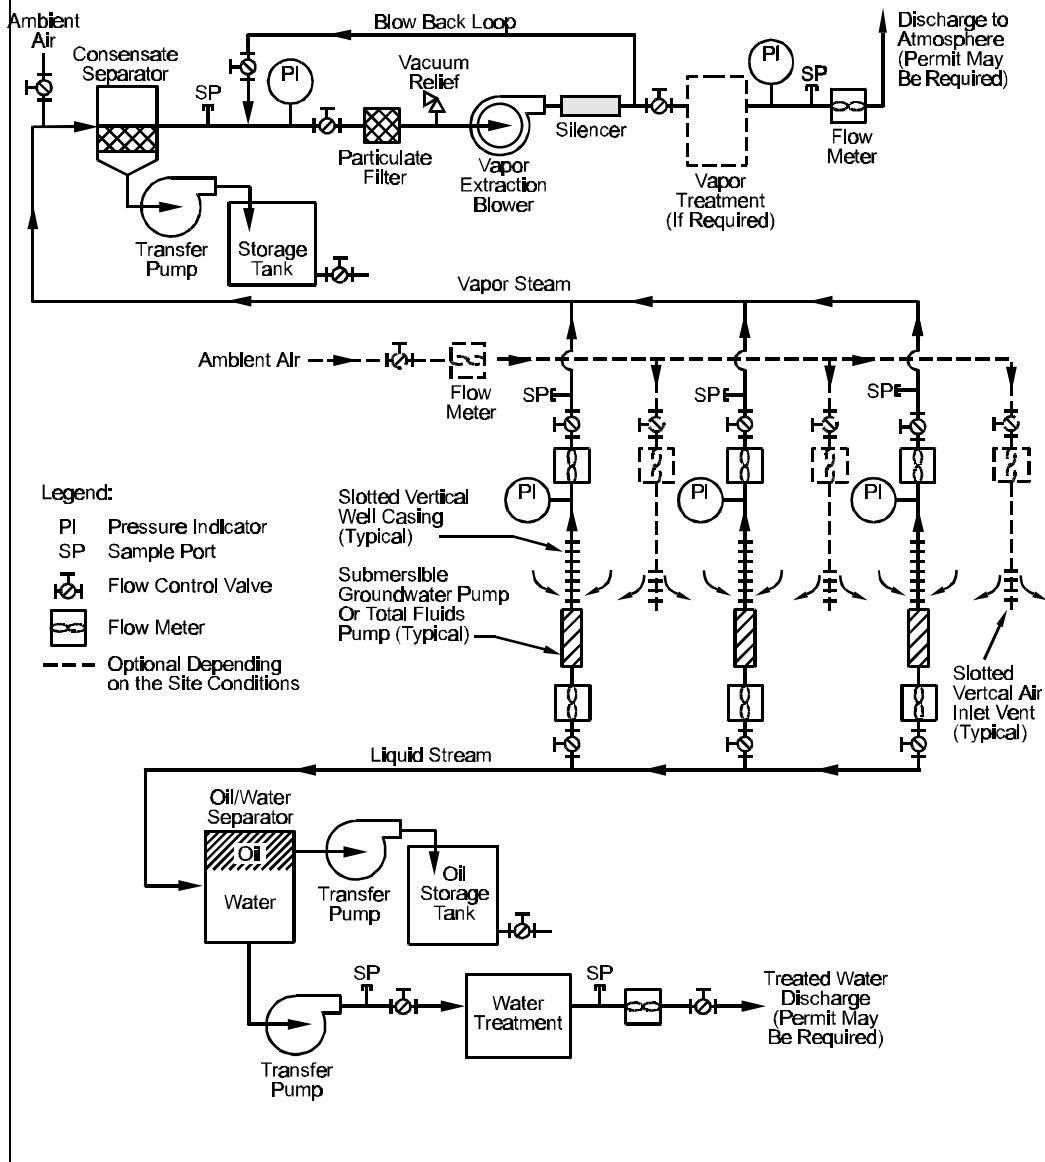 Ambient
Air
Consensate
Separator
SP
PI
Blow Back Loop
Vacuum
Relief
Particulate
Filter
Vapor
Extraction
Blower
Silencer
Vapor
Treatment
(If Required)
PI
SP
Flow
Meter
Discharge to
Atmosphere
(Permit May
Be Required)
Transfer
Pump
Storage
Tank
Vapor Steam
Ambient Air
Flow
Meter
SP
SP
SP
PI
PI
PI
Slotted Vertical
Well Casing
(Typical)
Submersible
Groundwater Pump
Or Total Fluids
Pump (Typical)
Slotted
Vertcal Air
Inlet Vent
(Typical)
Legend:
PI Pressure Indicator
SP Sample Port
Flow Control Valve
Flow Meter
Optional Depending
on the Site Conditions
Liquid Stream
Oil/Water
Separator
Oil
Water
Transfer
Pump
Oil
Storage
Tank
Transfer
Pump
SP
Water
Treatment
SP
Treated Water
Discharge
(Permit May
Be Required)